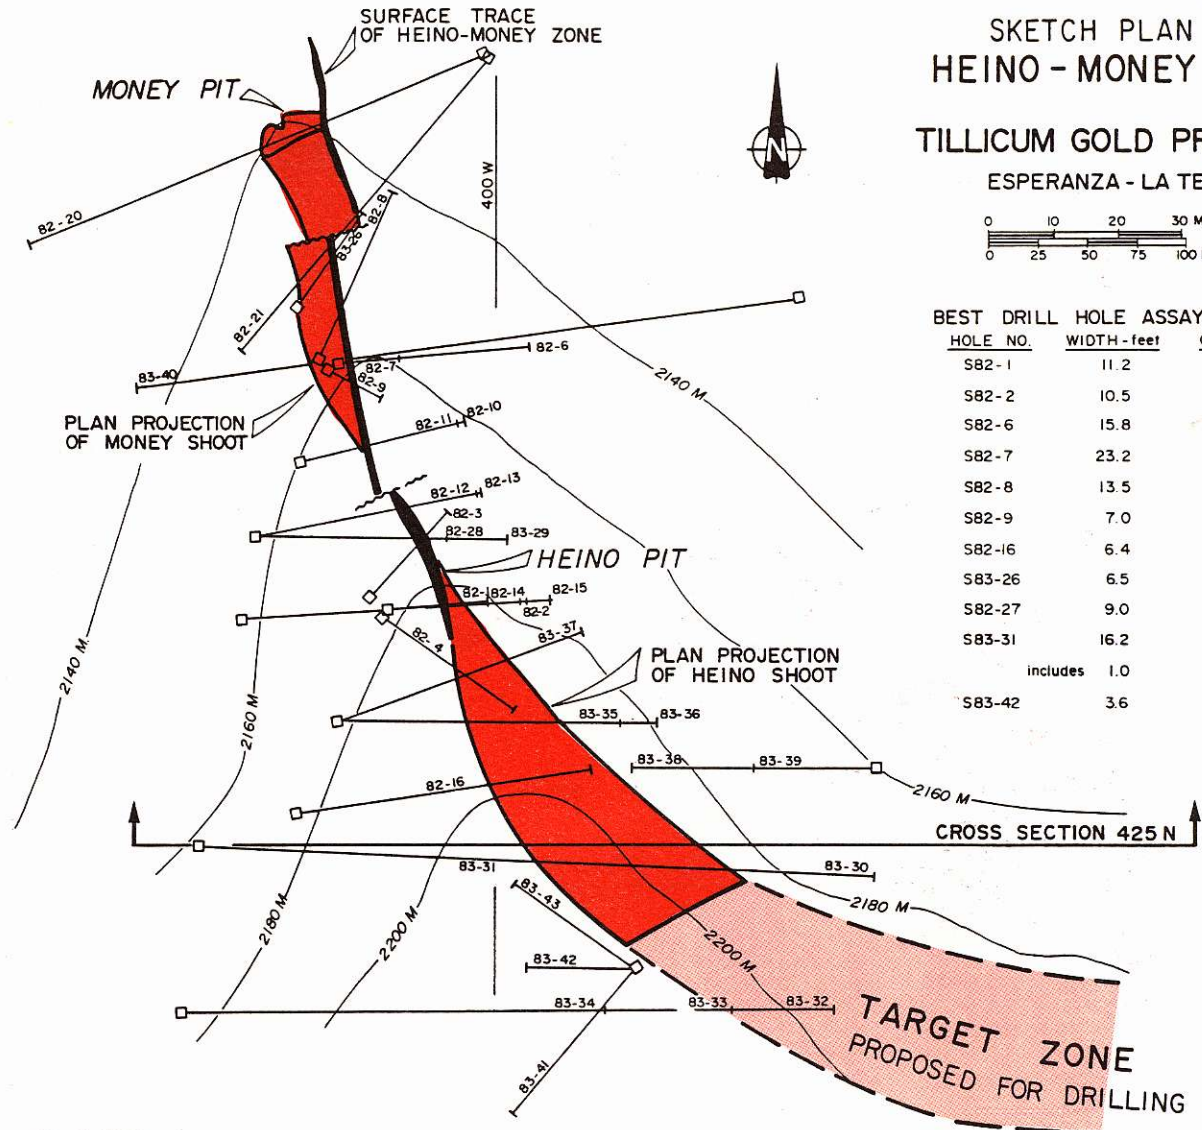 SURFACE TRACE
OF HEINO-MONEY ZONE
MONEY PIT
SKETCH PLAN
HEINO - MONEY
TILLICUM GOLD PR
ESPERANZA - LA TE
0 10 20 30 M
0 25 50 75 100
N
400 W
82-20
82-8
83-26
82-21
82-6
82-7
83-40
82-9
2140 M
PLAN PROJECTION
OF MONEY SHOOT
82-11
82-10
82-12
82-13
82-3
82-28
83-29
HEINO PIT
82-1
82-14
82-15
82-2
82-4
83-37
2140 M.
PLAN PROJECTION
OF HEINO SHOOT
2160 M
83-35
83-36
83-38
83-39
82-16
2160 M
CROSS SECTION 425 N
83-31
83-30
83-43
2180 M
2200 M
2180 M
2200 M
83-42
83-34
83-33
83-32
83-41
TARGET ZONE
PROPOSED FOR DRILLING
BEST DRILL HOLE ASSAY
HOLE NO. WIDTH - feet
S82-1 11.2
S82-2 10.5
S82-6 15.8
S82-7 23.2
S82-8 13.5
S82-9 7.0
S82-16 6.4
S83-26 6.5
S82-27 9.0
S83-31 16.2
includes 1.0
S83-42 3.6